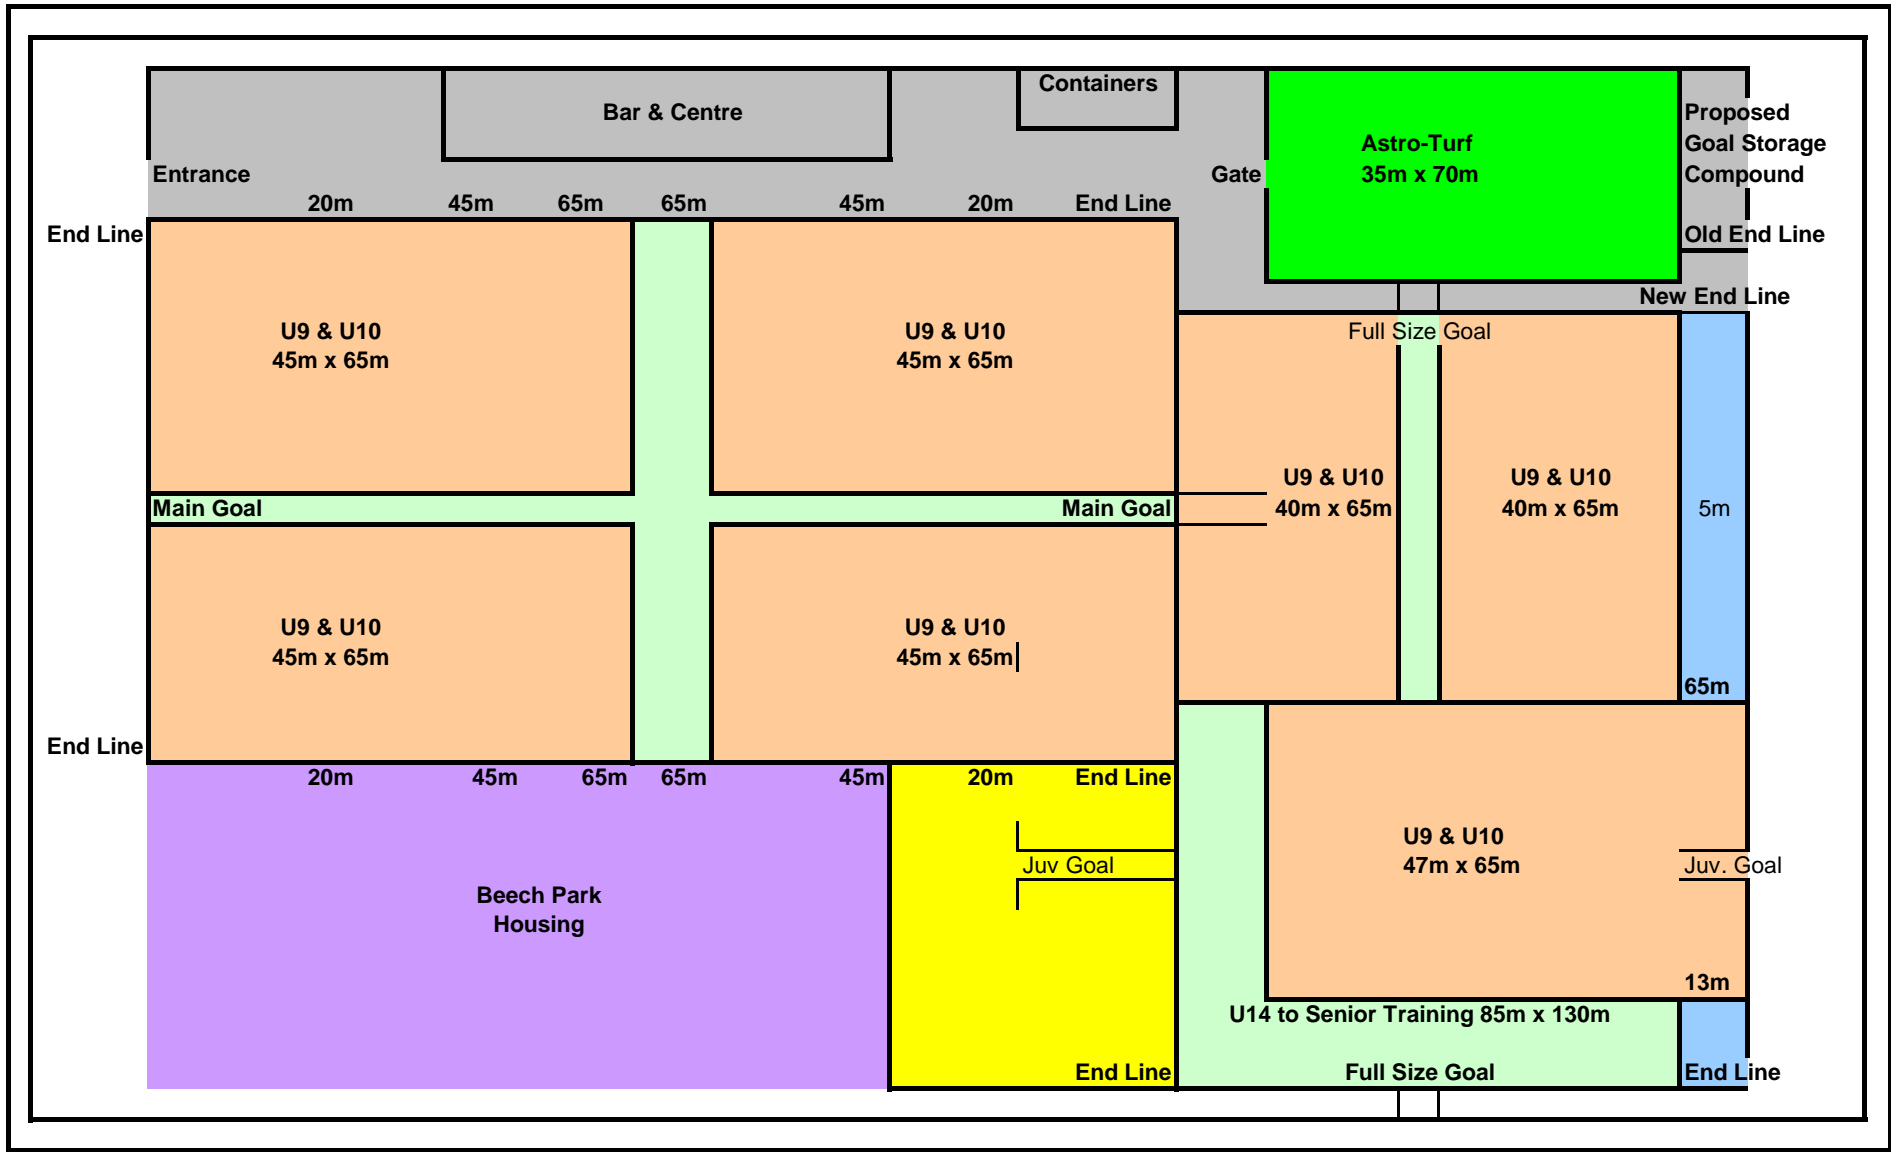 Containers
Bar & Centre
Proposed
Astro-Turf
Goal Storage
Entrance
Gate
35m x 70m
Compound
20m 45m 65m 65m 45m 20m End Line
End Line
Old End Line
New End Line
U9 & U10
45m x 65m
U9 & U10
45m x 65m
Full Size Goal
U9 & U10
40m x 65m
U9 & U10
40m x 65m
Main Goal
Main Goal
5m
U9 & U10
45m x 65m
U9 & U10
45m x 65m
65m
End Line
20m 45m 65m 65m 45m 20m End Line
U9 & U10
47m x 65m
Juv Goal
Juv. Goal
Beech Park
Housing
13m
U14 to Senior Training 85m x 130m
End Line
Full Size Goal
End Line